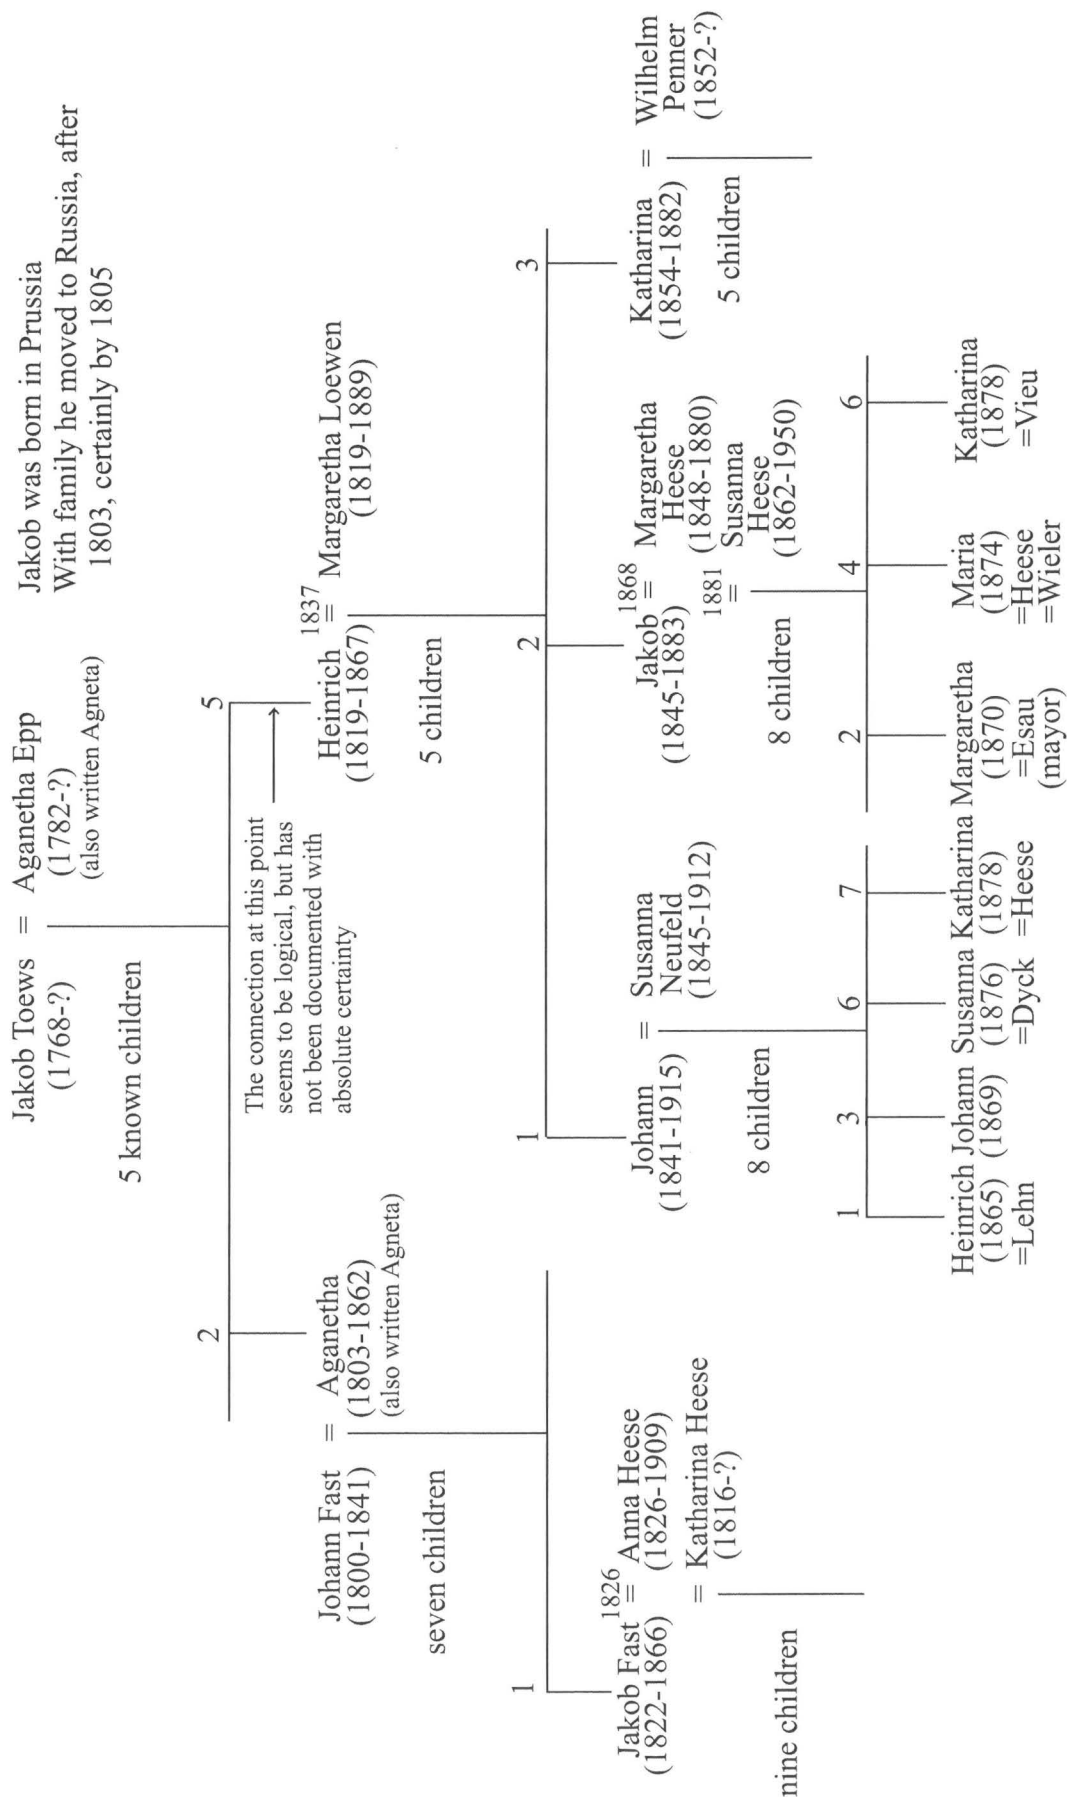 Jakob was born in Prussia
With family he moved to Russia, after
1803, certainly by 1805
Jakob Toews = Aganetha Epp
(1768-?) (1782-?)
(also written Agneta)
5 known children
2 5
The connection at this point
seems to be logical, but has
not been documented with
absolute certainty
Johann Fast = Aganetha
(1800-1841) (1803-1862)
(also written Agneta)
seven children
1837
Heinrich = Margaretha Loewen
(1819-1867) (1819-1889)
5 children
1 1 2 3
1826
Jakob Fast = Anna Heese
(1822-1866) (1826-1909)
= Katharina Heese
(1816-?)
nine children
Johann = Susanna
(1841-1915) Neufeld
(1845-1912)
8 children
1868
Jakob = Margaretha
(1845-1883) Heese
(1848-1880)
1881
= Susanna
Heese
(1862-1950)
8 children
Katharina = Wilhelm
(1854-1882) Penner
(1852-?)
5 children
1 3 6 7 2 4 6
Heinrich Johann Susanna Katharina Margaretha Maria Katharina
(1865) (1869) (1876) (1878) (1870) (1874) (1878)
=Lehn =Dyck =Heese =Esau =Heese =Vieu
(mayor) =Wieler